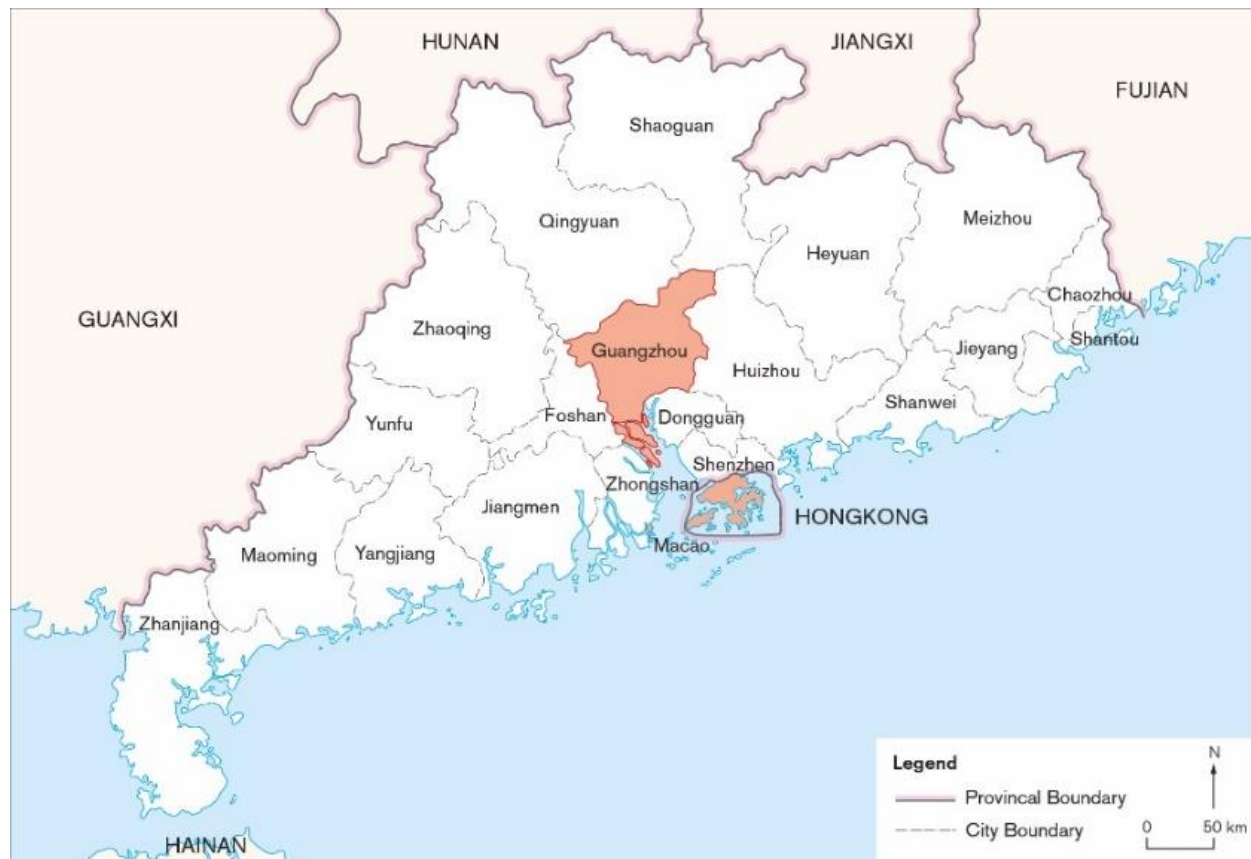 HUNAN
JIANGXI
FUJIAN
Shaoguan
Qingyuan
Meizhou
Heyuan
Chaozhou
GUANGXI
Zhaoqing
Guangzhou
Jieyang
Shantou
Huizhou
Shanwei
Foshan
Dongguan
Yunfu
Shenzhen
Zhongshan
Jiangmen
HONGKONG
Macao
Maoming
Yangjiang
Zhanjiang
HAINAN
Legend
Provincal Boundary
City Boundary
N
0 50 km